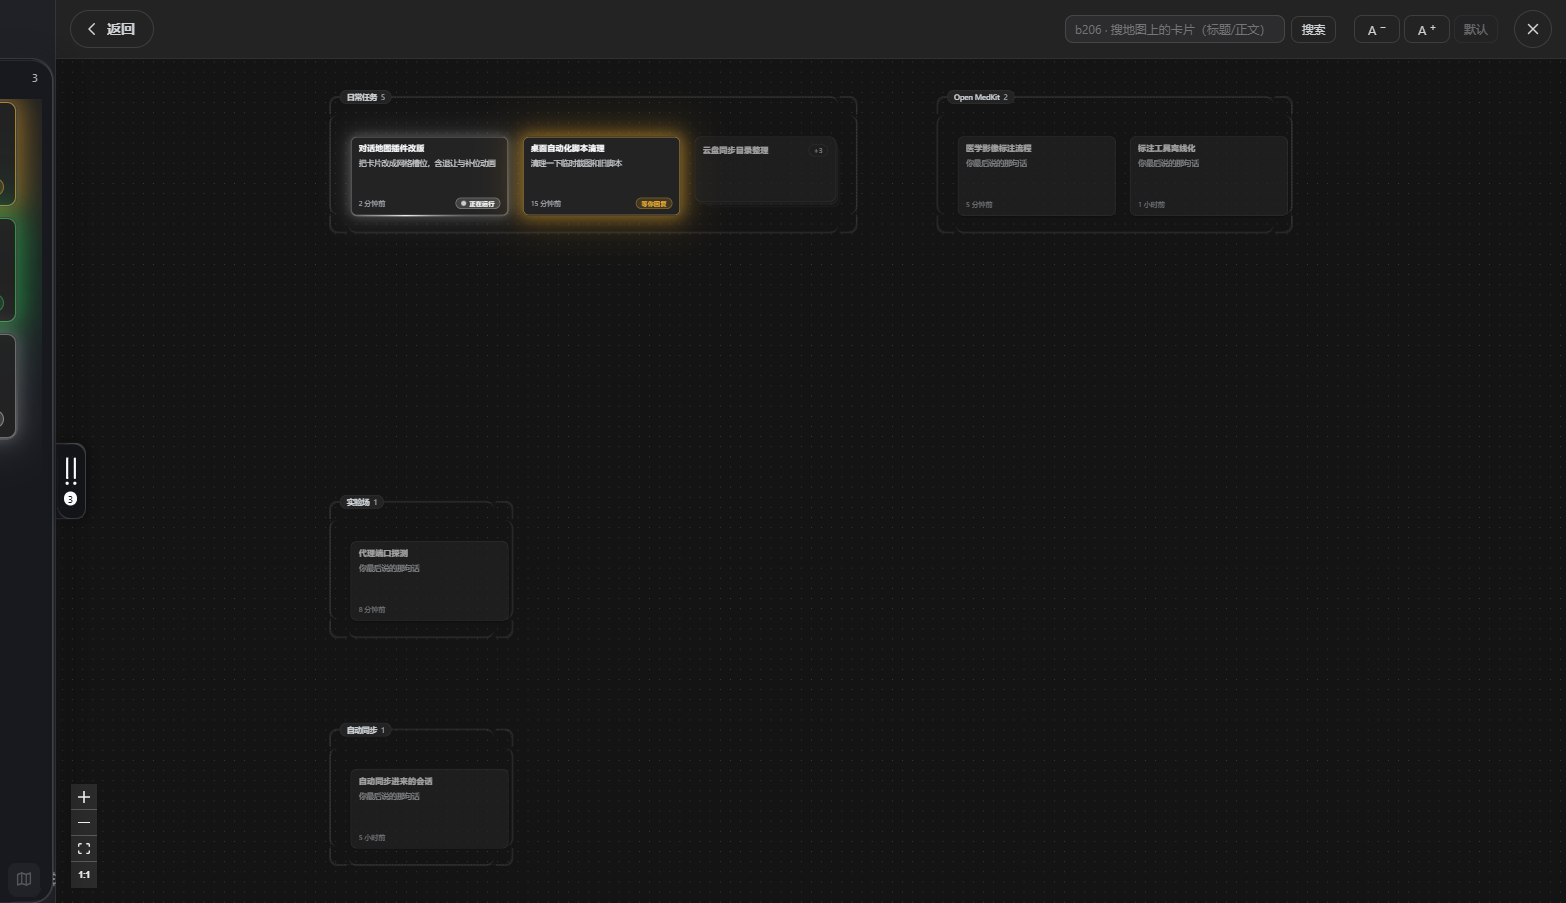 3
返回
b206 · 搜地图上的卡片（标题/正文）
搜索
A⁻
A⁺
默认
日常任务 5
对话地图插件改版
把卡片改成网格槽位，含退让与补位动画
2 分钟前
正在运行
桌面自动化脚本清理
清理一下临时截图和旧脚本
15 分钟前
等你回复
云盘同步目录整理
+3
Open MedKit 2
医学影像标注流程
你最后说的那句话
5 分钟前
标注工具离线化
你最后说的那句话
1 小时前
3
实验场 1
代理端口探测
你最后说的那句话
8 分钟前
自动同步 1
自动同步进来的会话
你最后说的那句话
5 小时前
1:1